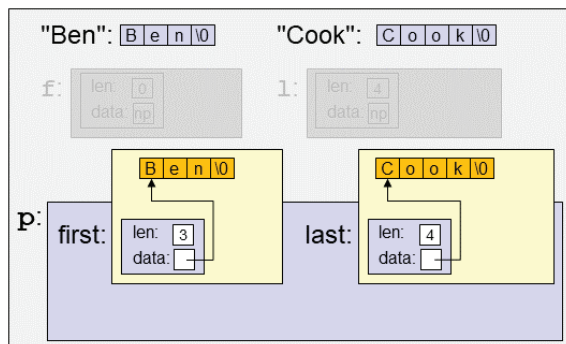 "Ben": B e n \0 "Cook": C o o k \0
f: len: 0 l: len: 4
data: np data: np
B e n \0 C o o k \0
p: first: len: 3 last: len: 4
data: data: